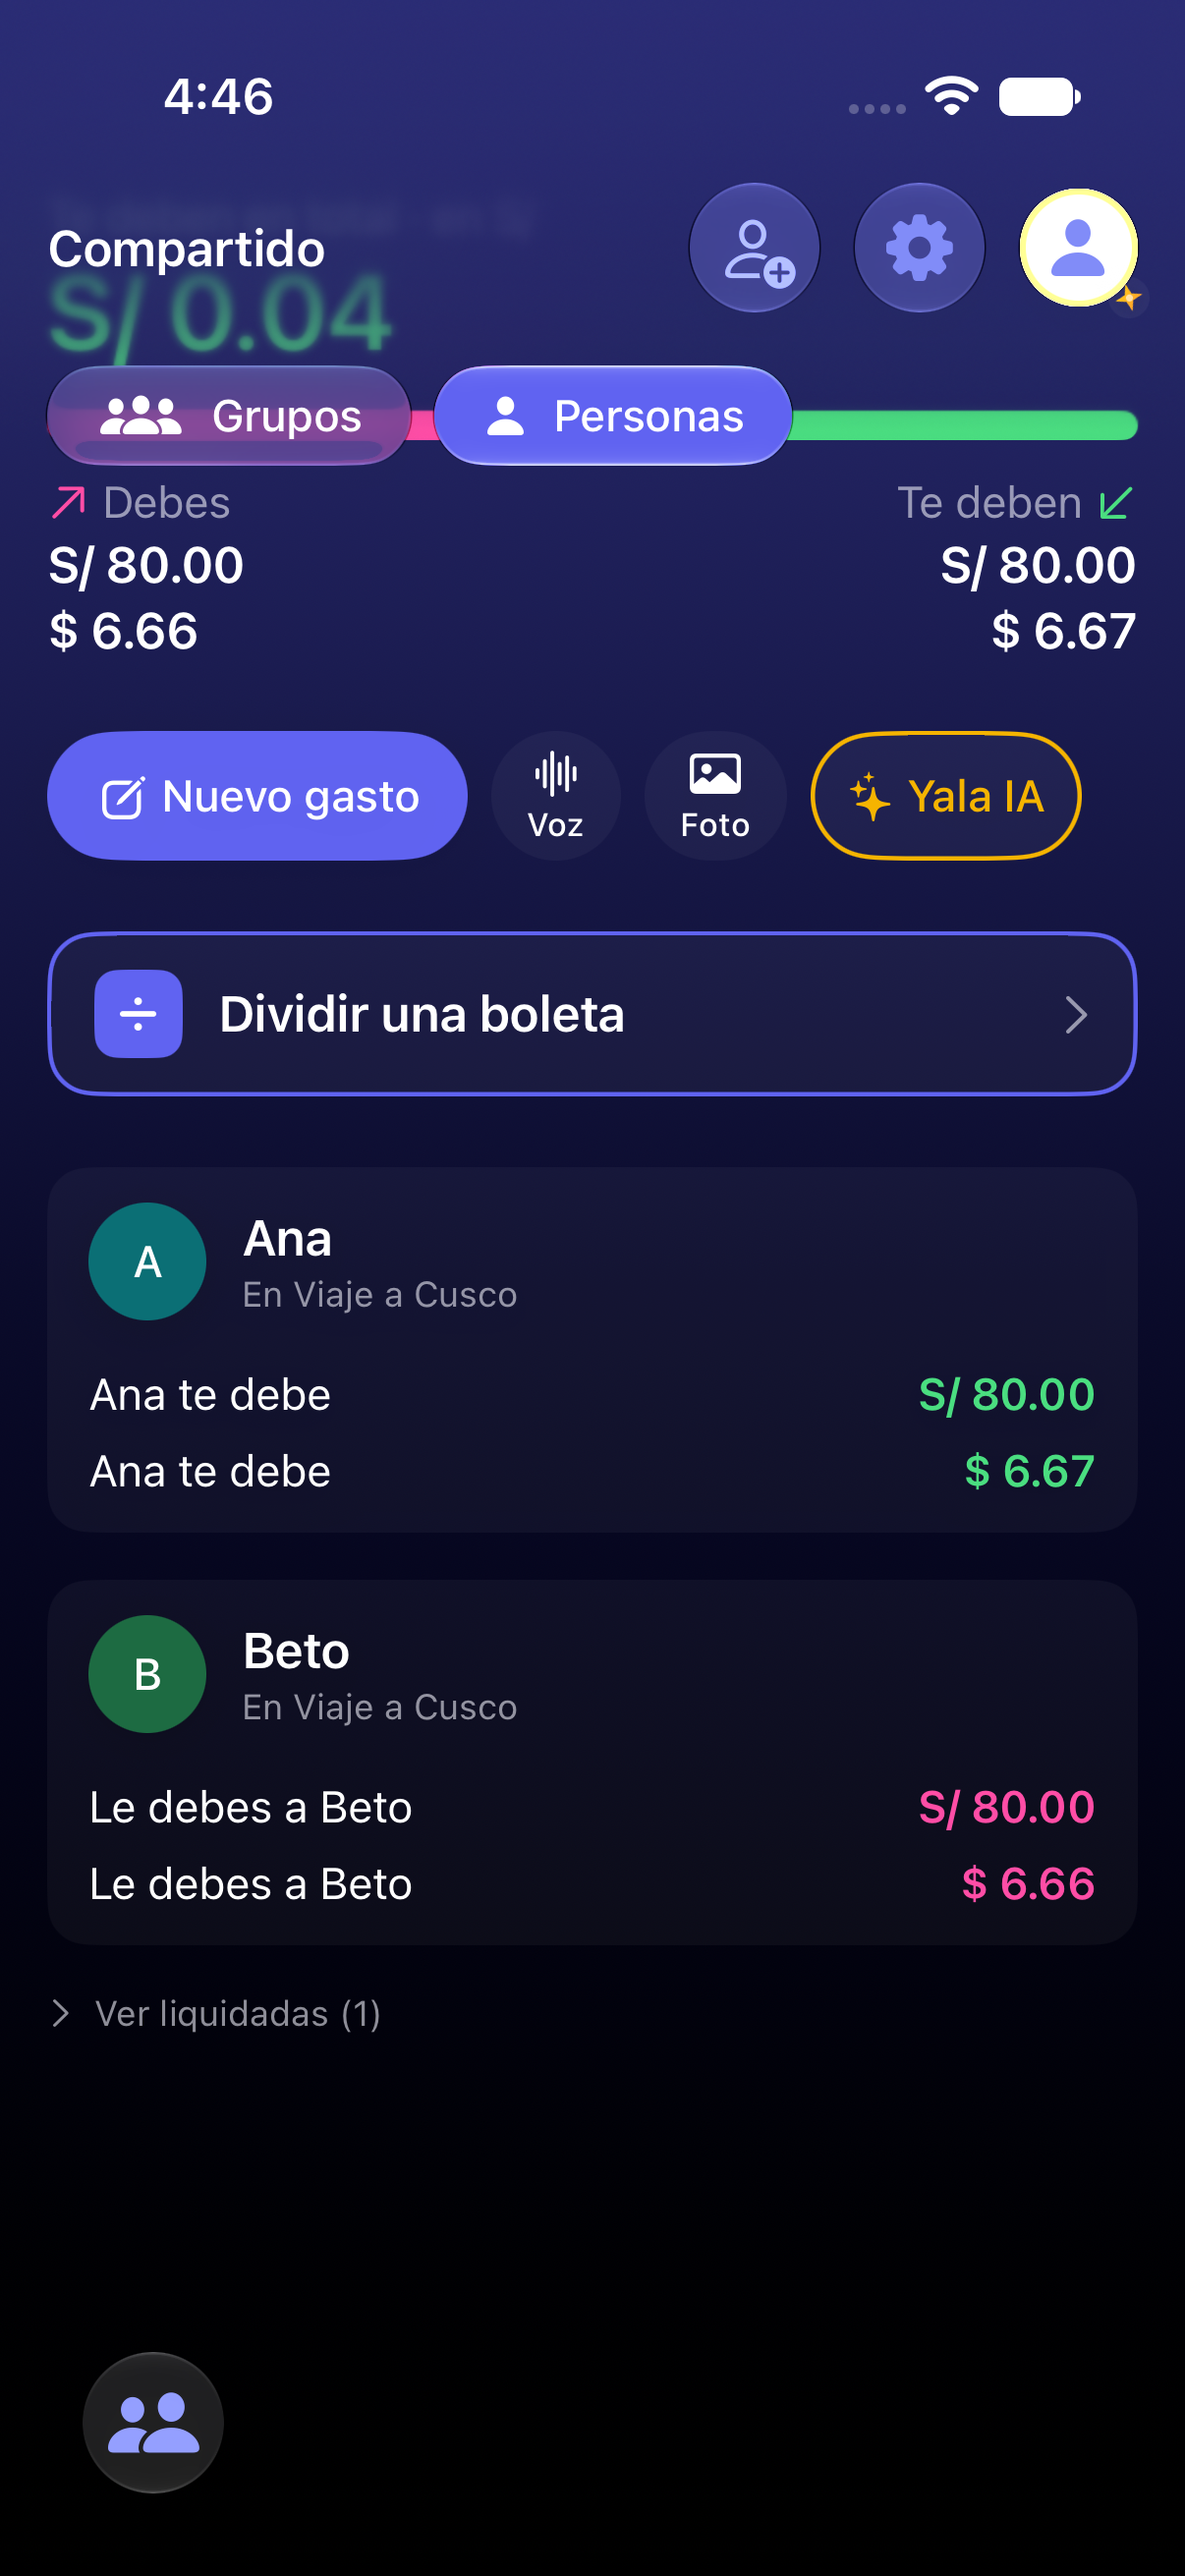 4:46
Compartido
S/ 0.04
Grupos
Personas
Debes
Te deben
S/ 80.00
S/ 80.00
$ 6.66
$ 6.67
Nuevo gasto
Voz
Foto
Yala IA
Dividir una boleta
A
Ana
En Viaje a Cusco
Ana te debe
S/ 80.00
Ana te debe
$ 6.67
B
Beto
En Viaje a Cusco
Le debes a Beto
S/ 80.00
Le debes a Beto
$ 6.66
Ver liquidadas (1)